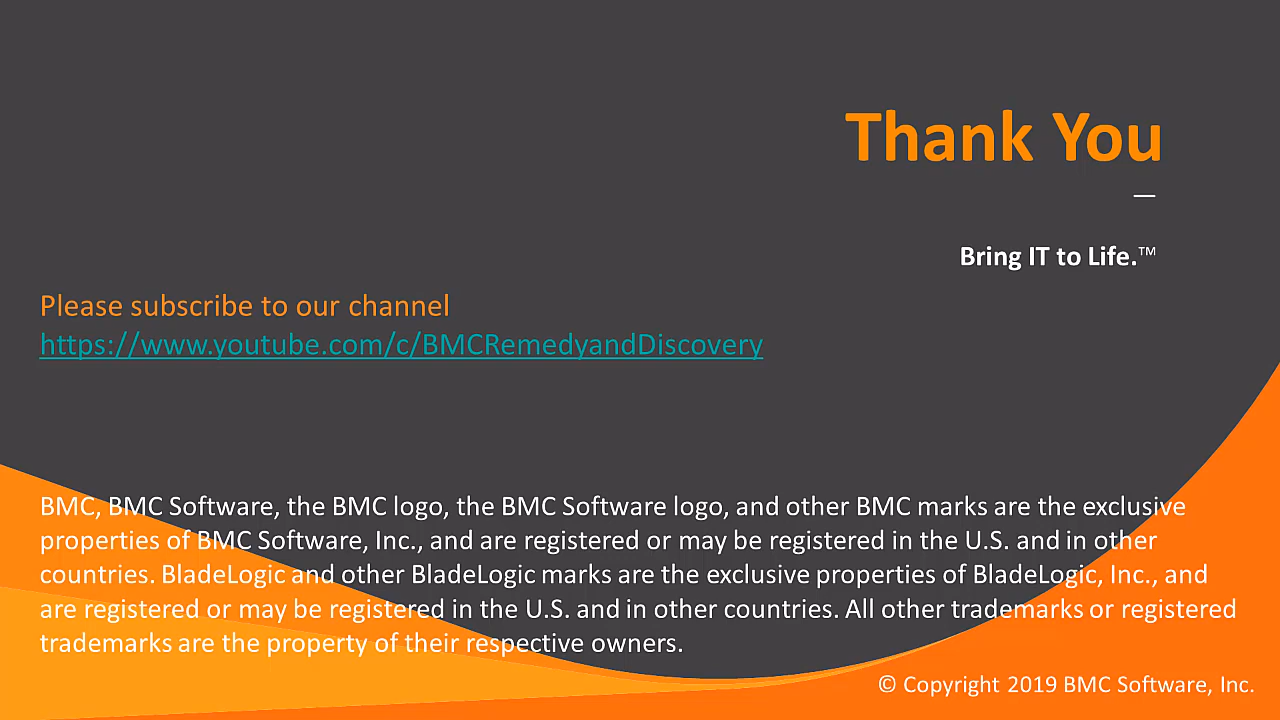 Thank You
—
Bring IT to Life.™
Please subscribe to our channel
https://www.youtube.com/c/BMCRemedyandDiscovery
BMC, BMC Software, the BMC logo, the BMC Software logo, and other BMC marks are the exclusive
properties of BMC Software, Inc., and are registered or may be registered in the U.S. and in other
countries. BladeLogic and other BladeLogic marks are the exclusive properties of BladeLogic, Inc., and
are registered or may be registered in the U.S. and in other countries. All other trademarks or registered
trademarks are the property of their respective owners.
© Copyright 2019 BMC Software, Inc.